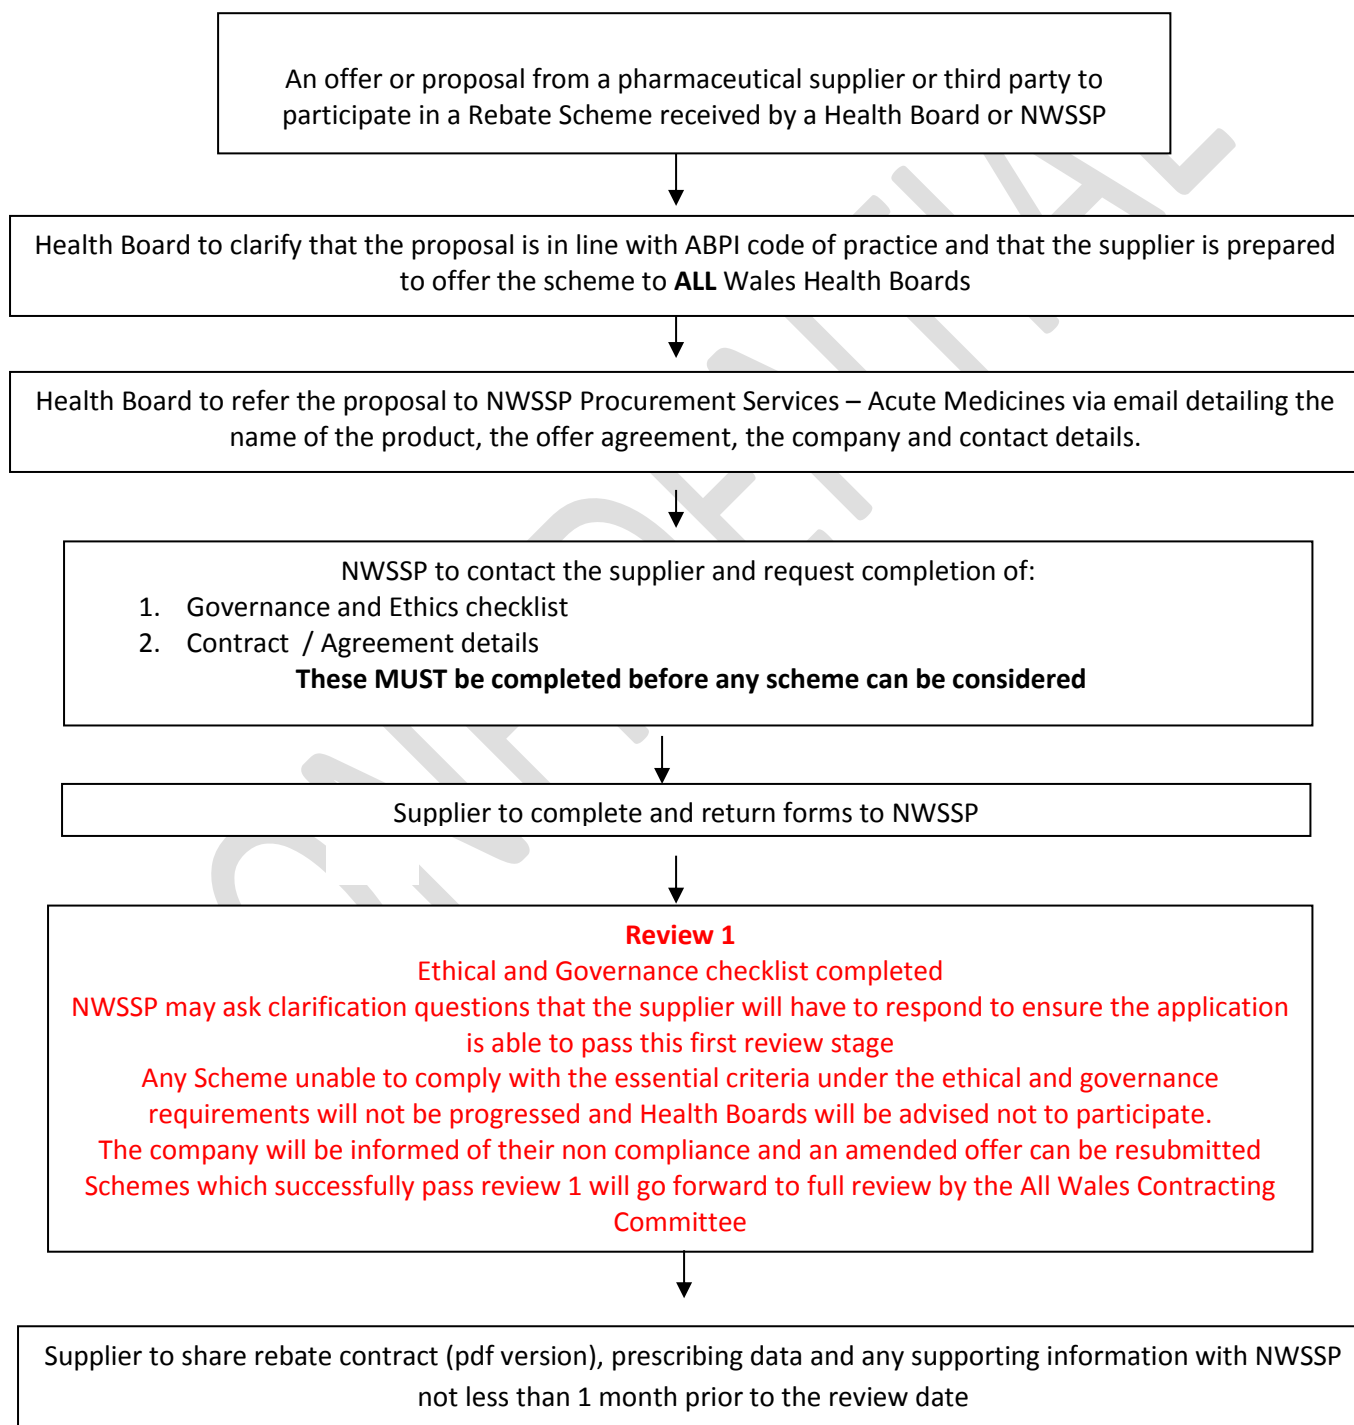 An offer or proposal from a pharmaceutical supplier or third party to
participate in a Rebate Scheme received by a Health Board or NWSSP
Health Board to clarify that the proposal is in line with ABPI code of practice and that the supplier is prepared
to offer the scheme to ALL Wales Health Boards
Health Board to refer the proposal to NWSSP Procurement Services – Acute Medicines via email detailing the
name of the product, the offer agreement, the company and contact details.
NWSSP to contact the supplier and request completion of:
1. Governance and Ethics checklist
2. Contract / Agreement details
These MUST be completed before any scheme can be considered
Supplier to complete and return forms to NWSSP
Review 1
Ethical and Governance checklist completed
NWSSP may ask clarification questions that the supplier will have to respond to ensure the application
is able to pass this first review stage
Any Scheme unable to comply with the essential criteria under the ethical and governance
requirements will not be progressed and Health Boards will be advised not to participate.
The company will be informed of their non compliance and an amended offer can be resubmitted
Schemes which successfully pass review 1 will go forward to full review by the All Wales Contracting
Committee
Supplier to share rebate contract (pdf version), prescribing data and any supporting information with NWSSP
not less than 1 month prior to the review date
CONFIDENTIAL